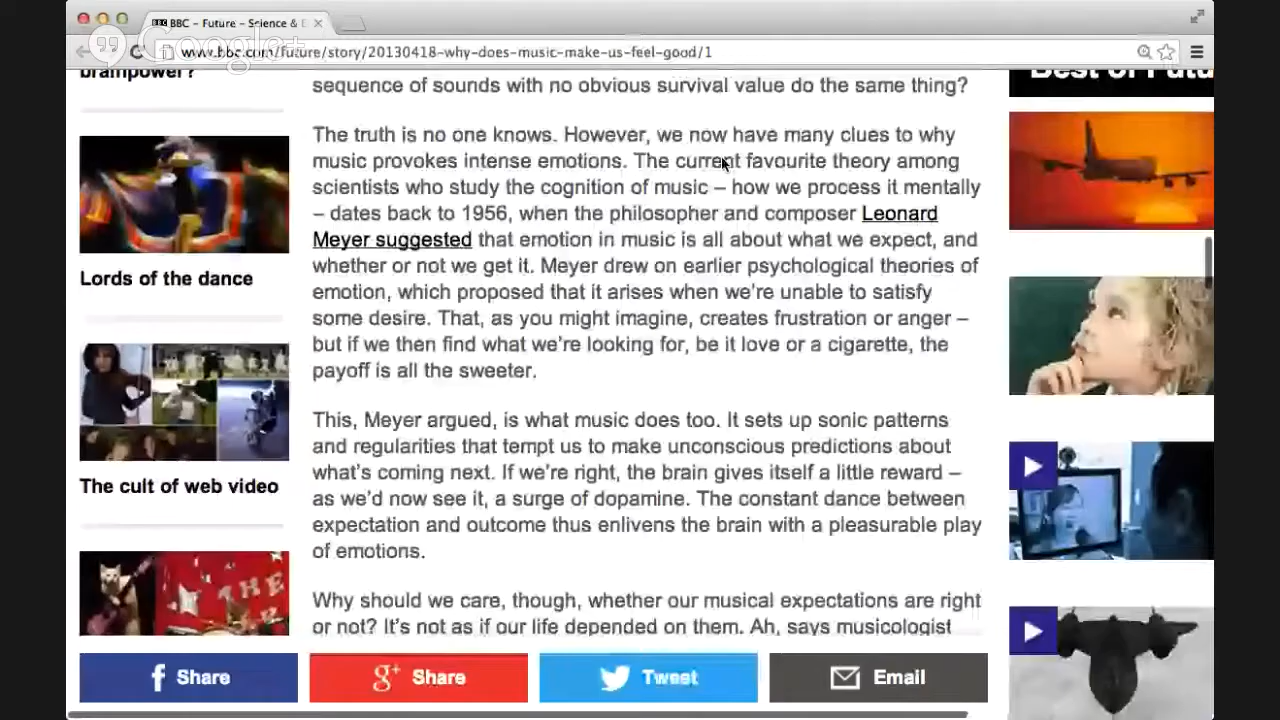 BBC – Future – Science & E
Google+
www.bbc.com/future/story/20130418-why-does-music-make-us-feel-good/1
brainpower?
Lords of the dance
The cult of web video
sequence of sounds with no obvious survival value do the same thing?
The truth is no one knows. However, we now have many clues to why
music provokes intense emotions. The current favourite theory among
scientists who study the cognition of music – how we process it mentally
– dates back to 1956, when the philosopher and composer Leonard
Meyer suggested that emotion in music is all about what we expect, and
whether or not we get it. Meyer drew on earlier psychological theories of
emotion, which proposed that it arises when we're unable to satisfy
some desire. That, as you might imagine, creates frustration or anger –
but if we then find what we're looking for, be it love or a cigarette, the
payoff is all the sweeter.
This, Meyer argued, is what music does too. It sets up sonic patterns
and regularities that tempt us to make unconscious predictions about
what's coming next. If we're right, the brain gives itself a little reward –
as we'd now see it, a surge of dopamine. The constant dance between
expectation and outcome thus enlivens the brain with a pleasurable play
of emotions.
Why should we care, though, whether our musical expectations are right
or not? It's not as if our life depended on them. Ah, says musicologist
Best of Futu
f Share
g+ Share
Tweet
Email